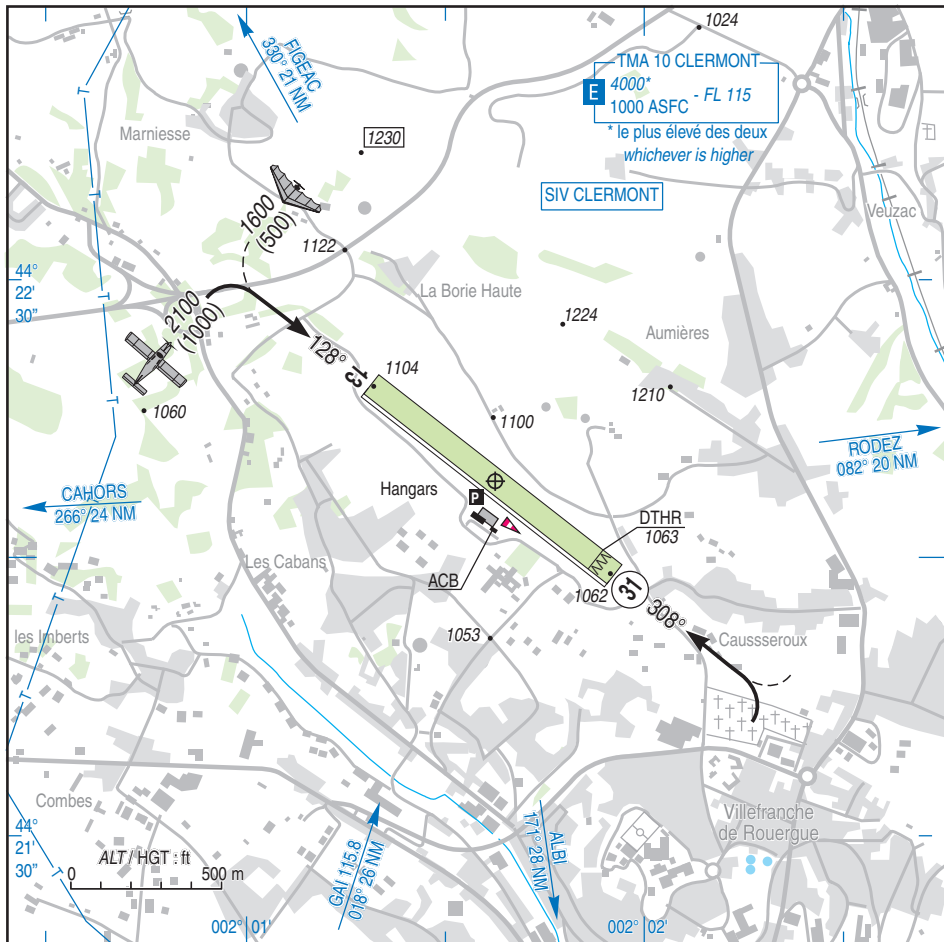 1024
FIGEAC
330° 21 NM
TMA 10 CLERMONT
E
4000*
1000 ASFC - FL 115
* le plus élevé des deux
whichever is higher
Marniesse
1230
SIV CLERMONT
Veuzac
1600
(500)
1122
44°
22'
30"
La Borie Haute
2100
(1000)
1224
Aumières
128°
13
1104
1210
1060
1100
RODEZ
082° 20 NM
CAHORS
266° 24 NM
Hangars
P
DTHR
1063
Les Cabans
ACB
1062
31
308°
les Imberts
1053
Caussseroux
Combes
Villefranche
de Rouergue
44°
21'
30"
ALT / HGT : ft
0 500 m
GAI 115.8
018° 26 NM
ALBI
171° 28 NM
002° 01'
002° 02'
T
T
T
T
T
T